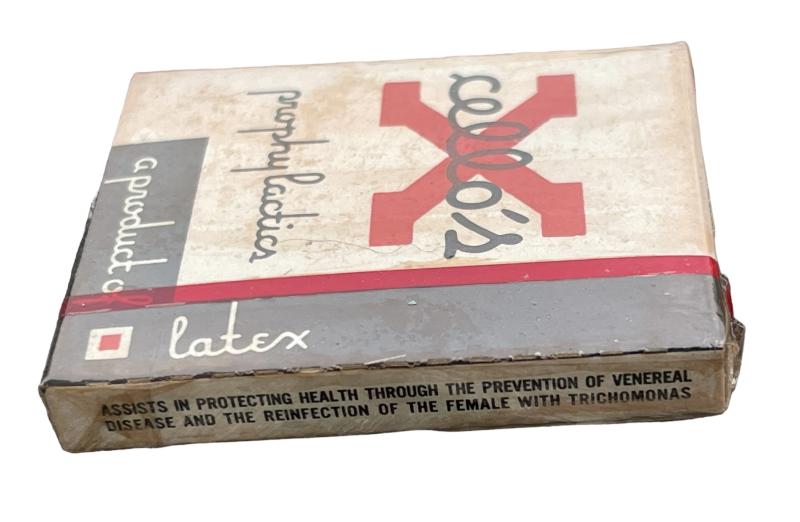 X
cello's
prophylactics
a product of
latex
ASSISTS IN PROTECTING HEALTH THROUGH THE PREVENTION OF VENEREAL
DISEASE AND THE REINFECTION OF THE FEMALE WITH TRICHOMONAS